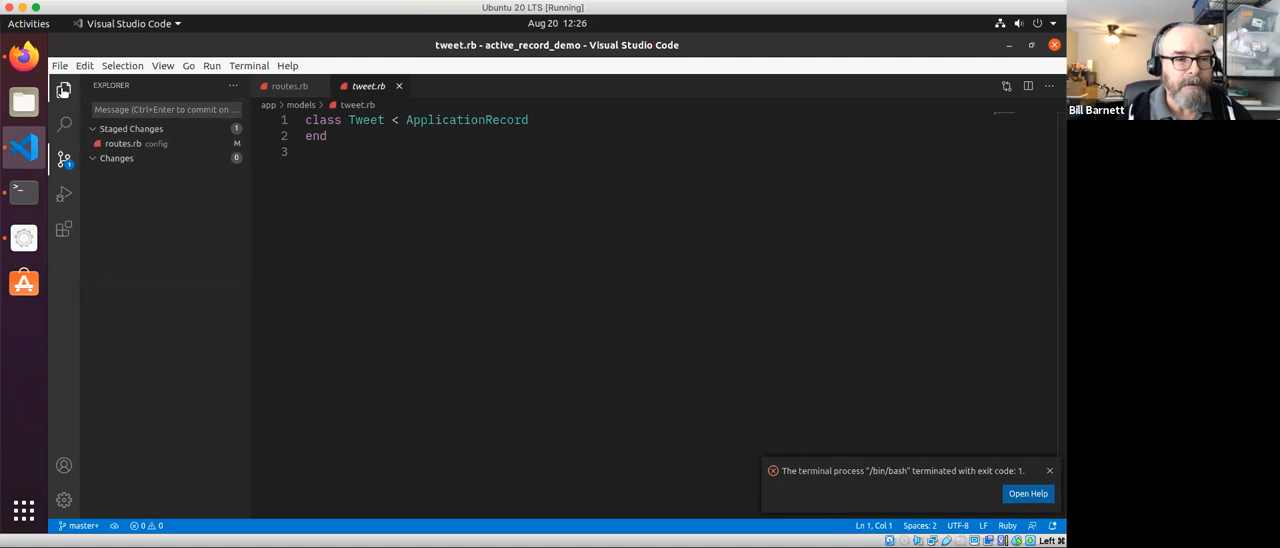 Ubuntu 20 LTS [Running]
Activities
Visual Studio Code
Aug 20 12:26
tweet.rb - active_record_demo - Visual Studio Code
File Edit Selection View Go Run Terminal Help
EXPLORER
routes.rb
tweet.rb
Message (Ctrl+Enter to commit on ...
Staged Changes 1
routes.rb config M
Changes 0
1
app > models > tweet.rb
1 class Tweet < ApplicationRecord
2 end
3
The terminal process "/bin/bash" terminated with exit code: 1.
Open Help
master+
0 0
Ln 1, Col 1
Spaces: 2
UTF-8
LF
Ruby
Left ⌘
Bill Barnett